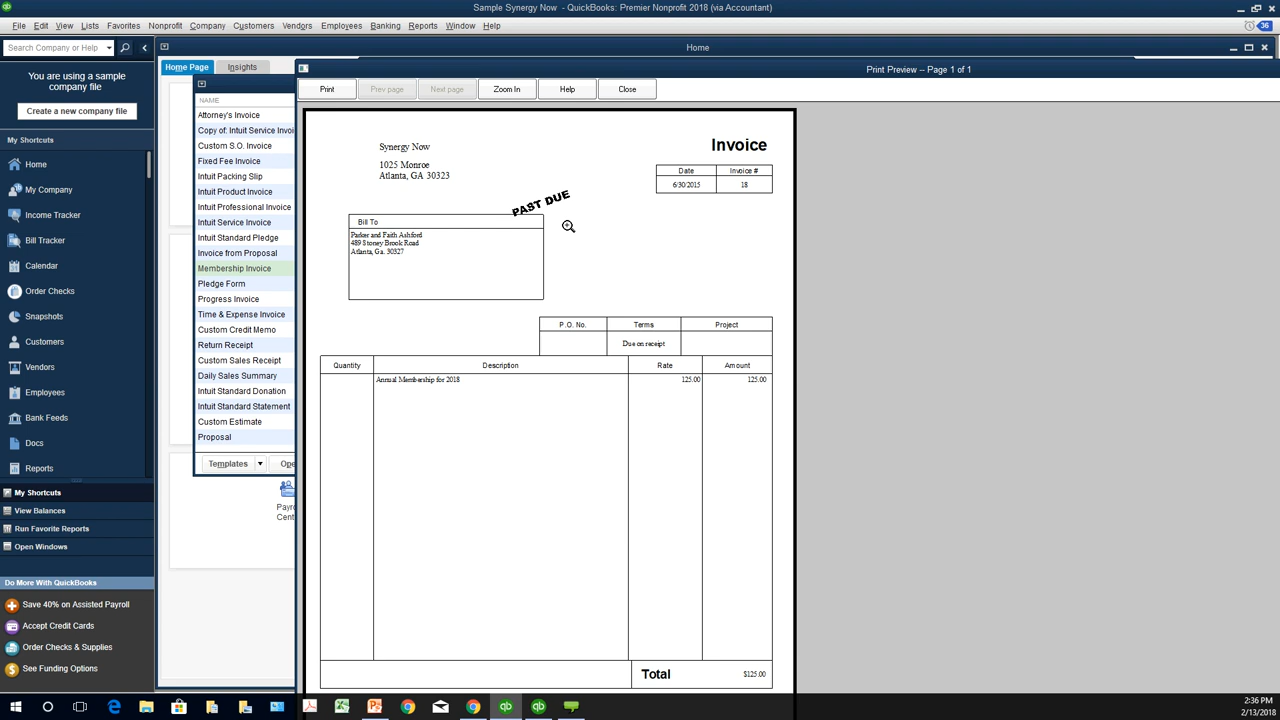 Sample Synergy Now - QuickBooks: Premier Nonprofit 2018 (via Accountant)
File Edit View Lists Favorites Nonprofit Company Customers Vendors Employees Banking Reports Window Help
36
Search Company or Help
Home
You are using a sample
company file
Create a new company file
My Shortcuts
Home
My Company
Income Tracker
Bill Tracker
Calendar
Order Checks
Snapshots
Customers
Vendors
Employees
Bank Feeds
Docs
Reports
My Shortcuts
View Balances
Run Favorite Reports
Open Windows
Do More With QuickBooks
Save 40% on Assisted Payroll
Accept Credit Cards
Order Checks & Supplies
See Funding Options
Home Page Insights
NAME
Attorney's Invoice
Copy of: Intuit Service Invoi
Custom S.O. Invoice
Fixed Fee Invoice
Intuit Packing Slip
Intuit Product Invoice
Intuit Professional Invoice
Intuit Service Invoice
Intuit Standard Pledge
Invoice from Proposal
Membership Invoice
Pledge Form
Progress Invoice
Time & Expense Invoice
Custom Credit Memo
Return Receipt
Custom Sales Receipt
Daily Sales Summary
Intuit Standard Donation
Intuit Standard Statement
Custom Estimate
Proposal
Templates Ope
Payro
Cent
Print Preview -- Page 1 of 1
Print Prev page Next page Zoom In Help Close
Synergy Now
1025 Monroe
Atlanta, GA 30323
Invoice
Date Invoice #
6/30/2015 18
PAST DUE
Bill To
Parker and Faith Ashford
489 Stoney Brook Road
Atlanta, Ga. 30327
P.O. No. Terms Project
Due on receipt
Quantity Description Rate Amount
Annual Membership for 2018 125.00 125.00
Total $125.00
2:36 PM
2/13/2018